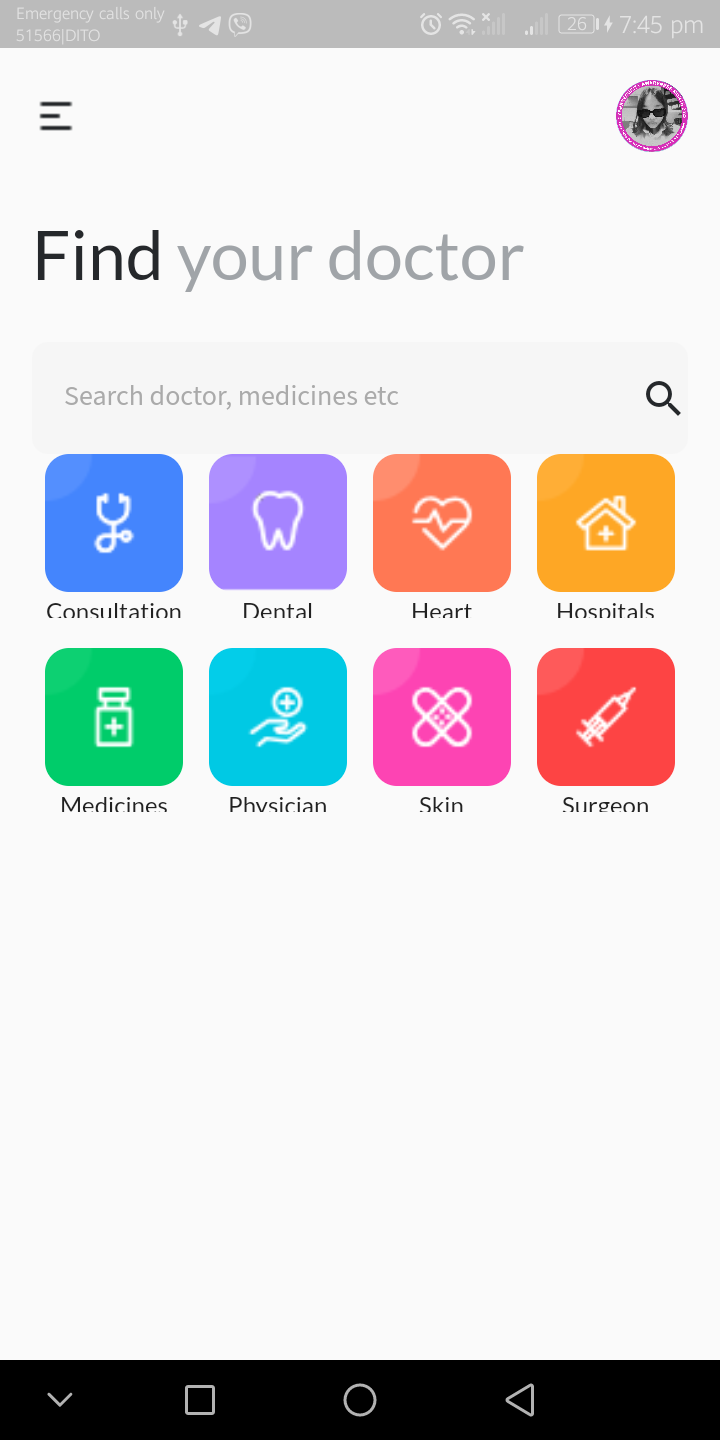 Emergency calls only
51566|DITO
26
7:45 pm
Find your doctor
Search doctor, medicines etc
Consultation Dental Heart Hospitals
Medicines Physician Skin Surgeon